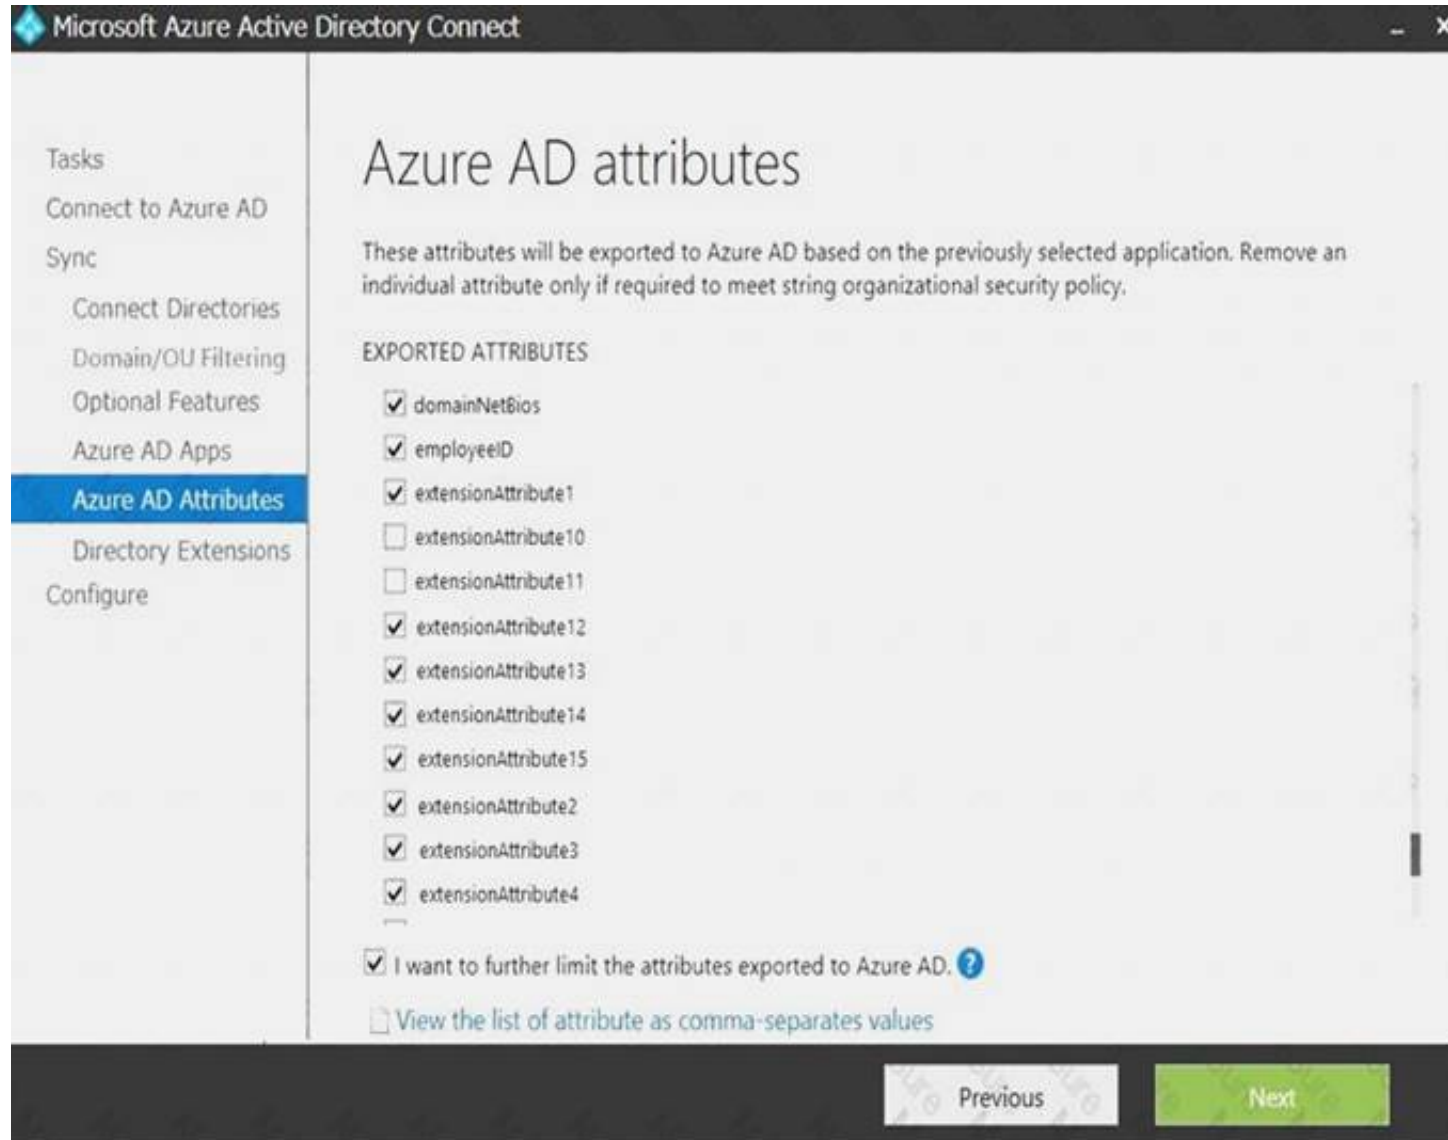 Microsoft Azure Active Directory Connect
Tasks
Connect to Azure AD
Sync
Connect Directories
Domain/OU Filtering
Optional Features
Azure AD Apps
Azure AD Attributes
Directory Extensions
Configure
Azure AD attributes
These attributes will be exported to Azure AD based on the previously selected application. Remove an
individual attribute only if required to meet string organizational security policy.
EXPORTED ATTRIBUTES
domainNetBios
employeeID
extensionAttribute1
extensionAttribute10
extensionAttribute11
extensionAttribute12
extensionAttribute13
extensionAttribute14
extensionAttribute15
extensionAttribute2
extensionAttribute3
extensionAttribute4
I want to further limit the attributes exported to Azure AD. ?
View the list of attribute as comma-separates values
Previous
Next